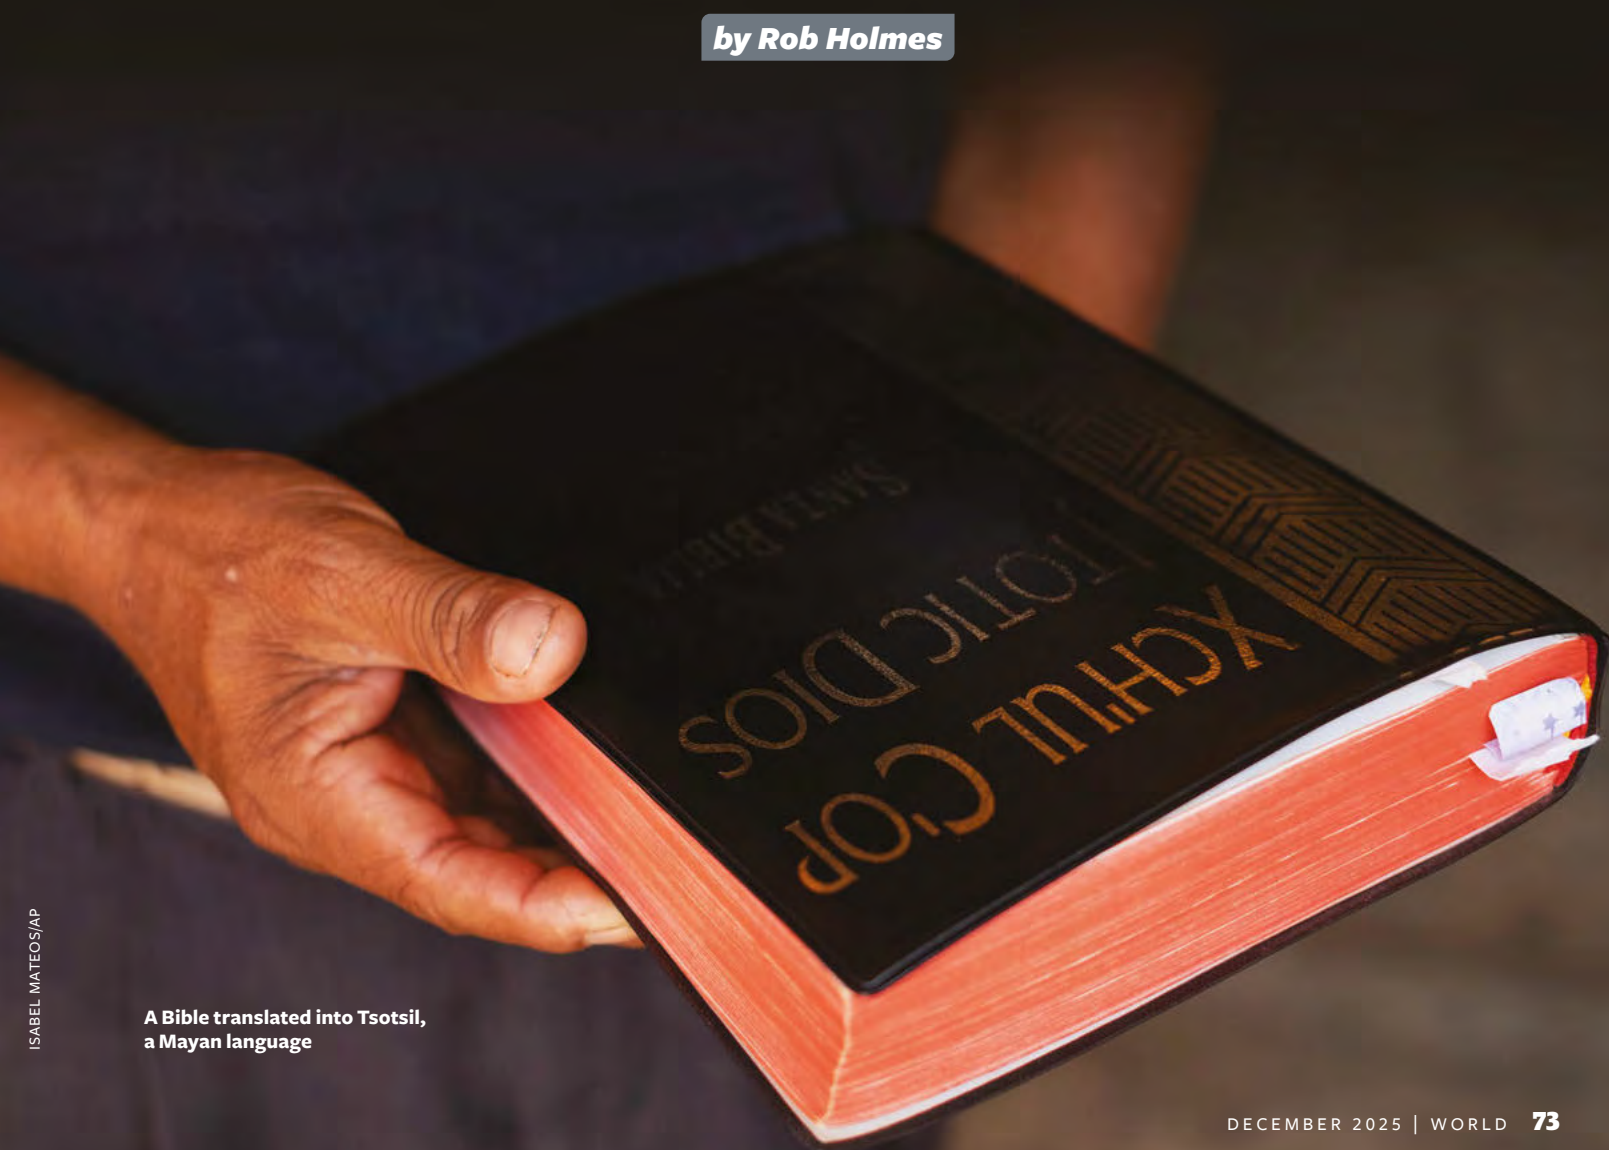 by Rob Holmes
XCH'UL C'OP
JTOTIC DIOS
SANTA BIBLIA
ISABEL MATEOS/AP
A Bible translated into Tsotsil,
a Mayan language
DECEMBER 2025 | WORLD 73